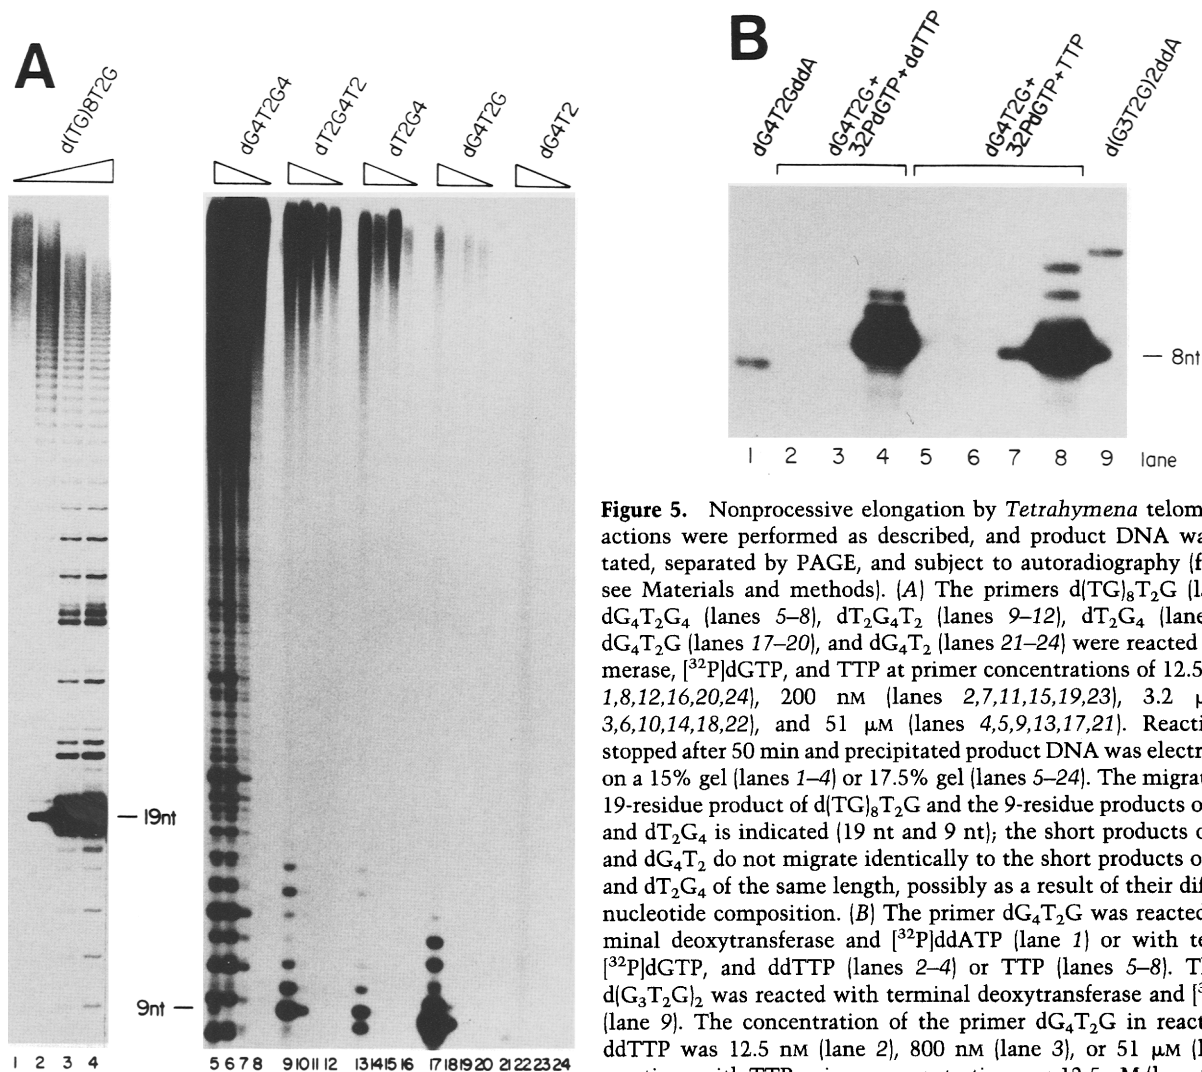 A
d(TG)8T2G
dG4T2G4
dT2G4T2
dT2G4
dG4T2G
dG4T2
19nt
9nt
1 2 3 4
5 6 7 8 9 10 11 12 13 14 15 16 17 18 19 20 21 22 23 24
B
dG4T2GddA
dG4T2G+
32PdGTP+ddTTP
dG4T2G+
32PdGTP+TTP
d(G3T2G)2ddA
8nt
1 2 3 4 5 6 7 8 9 lane
Figure 5. Nonprocessive elongation by Tetrahymena telom
actions were performed as described, and product DNA wa
tated, separated by PAGE, and subject to autoradiography (f
see Materials and methods). (A) The primers d(TG)₈T₂G (l
dG₄T₂G₄ (lanes 5–8), dT₂G₄T₂ (lanes 9–12), dT₂G₄ (lane
dG₄T₂G (lanes 17–20), and dG₄T₂ (lanes 21–24) were reacted
merase, [³²P]dGTP, and TTP at primer concentrations of 12.5
1,8,12,16,20,24), 200 nM (lanes 2,7,11,15,19,23), 3.2 μ
3,6,10,14,18,22), and 51 μM (lanes 4,5,9,13,17,21). Reacti
stopped after 50 min and precipitated product DNA was electr
on a 15% gel (lanes 1–4) or 17.5% gel (lanes 5–24). The migrat
19-residue product of d(TG)₈T₂G and the 9-residue products o
and dT₂G₄ is indicated (19 nt and 9 nt); the short products o
and dG₄T₂ do not migrate identically to the short products o
and dT₂G₄ of the same length, possibly as a result of their dif
nucleotide composition. (B) The primer dG₄T₂G was reacted
minal deoxytransferase and [³²P]ddATP (lane 1) or with te
[³²P]dGTP, and ddTTP (lanes 2–4) or TTP (lanes 5–8). T
d(G₃T₂G)₂ was reacted with terminal deoxytransferase and [³
(lane 9). The concentration of the primer dG₄T₂G in react
ddTTP was 12.5 nM (lane 2), 800 nM (lane 3), or 51 μM (l